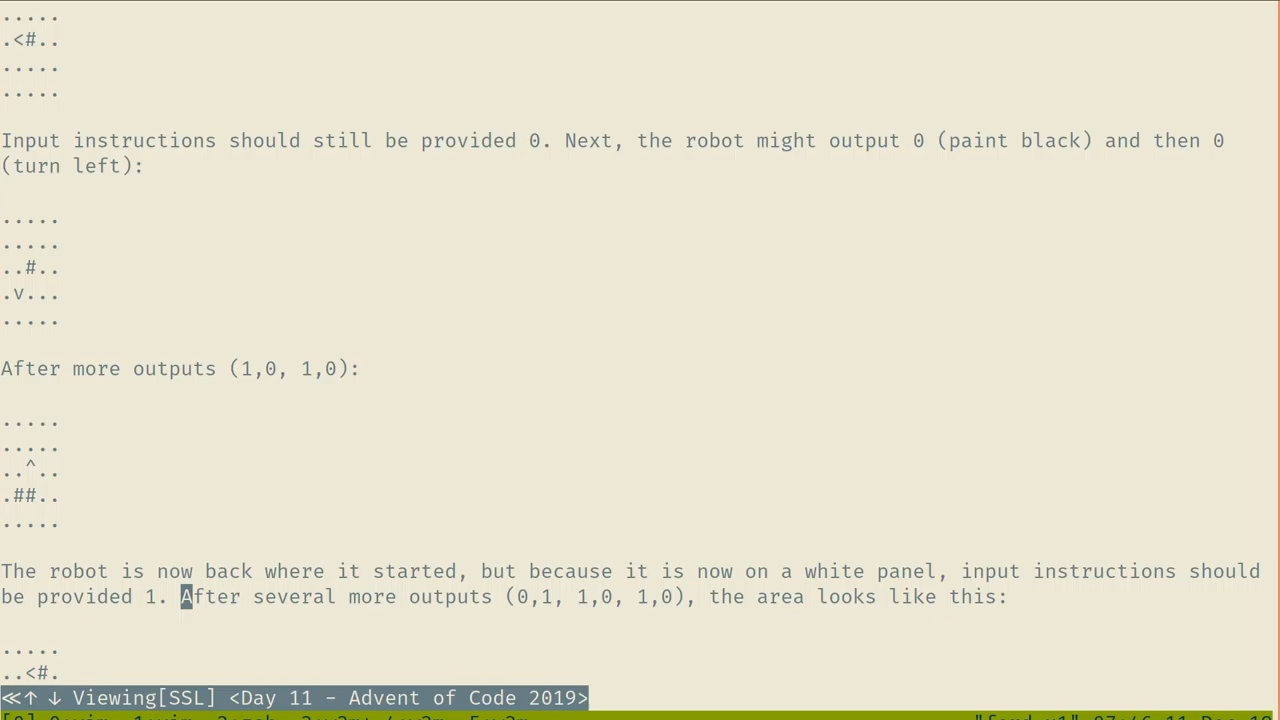 .....
.<#..
.....
.....
Input instructions should still be provided 0. Next, the robot might output 0 (paint black) and then 0
(turn left):
.....
.....
..#..
.v...
.....
After more outputs (1,0, 1,0):
.....
.....
..^..
.##..
.....
The robot is now back where it started, but because it is now on a white panel, input instructions should
be provided 1. After several more outputs (0,1, 1,0, 1,0), the area looks like this:
.....
..<#.
≪↑ ↓ Viewing[SSL] <Day 11 - Advent of Code 2019>